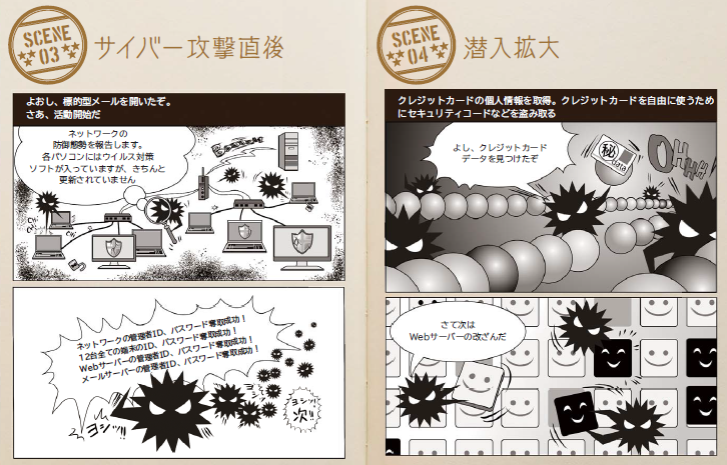 SCENE
03
サイバー攻撃直後
よおし、標的型メールを開いたぞ。
さあ、活動開始だ
ネットワークの
防御態勢を報告します。
各パソコンにはウイルス対策
ソフトが入っていますが、きちんと
更新されていません
ネットワークの管理者ID、パスワード奪取成功！
12台全ての端末のID、パスワード奪取成功！
Webサーバーの管理者ID、パスワード奪取成功！
メールサーバーの管理者ID、パスワード奪取成功！
ヨシッ!!
ヨシッ!!
ヨシッ!!
次!!
SCENE
04
潜入拡大
クレジットカードの個人情報を取得。クレジットカードを自由に使うため
にセキュリティコードなどを盗み取る
よし、クレジットカード
データを見つけたぞ
秘
data
さて次は
Webサーバーの改ざんだ